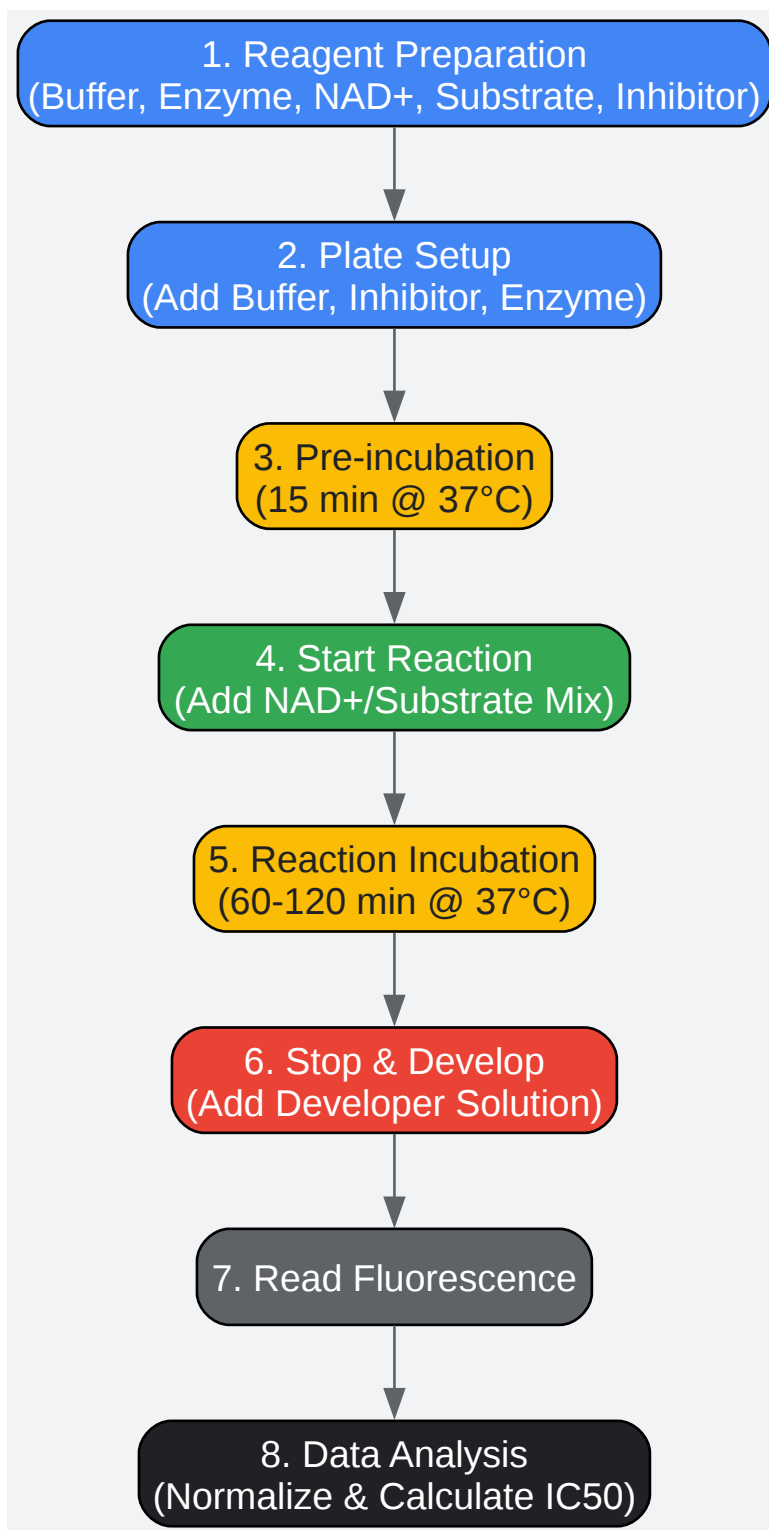 1. Reagent Preparation
(Buffer, Enzyme, NAD+, Substrate, Inhibitor)
2. Plate Setup
(Add Buffer, Inhibitor, Enzyme)
3. Pre-incubation
(15 min @ 37°C)
4. Start Reaction
(Add NAD+/Substrate Mix)
5. Reaction Incubation
(60-120 min @ 37°C)
6. Stop & Develop
(Add Developer Solution)
7. Read Fluorescence
8. Data Analysis
(Normalize & Calculate IC50)